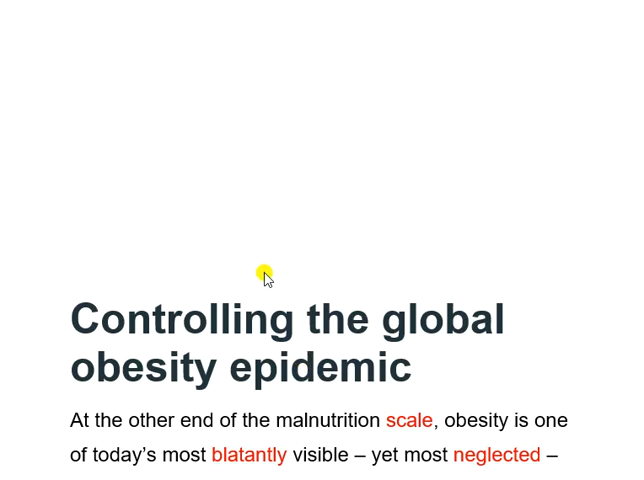 Controlling the global
obesity epidemic
At the other end of the malnutrition scale, obesity is one
of today’s most blatantly visible – yet most neglected –